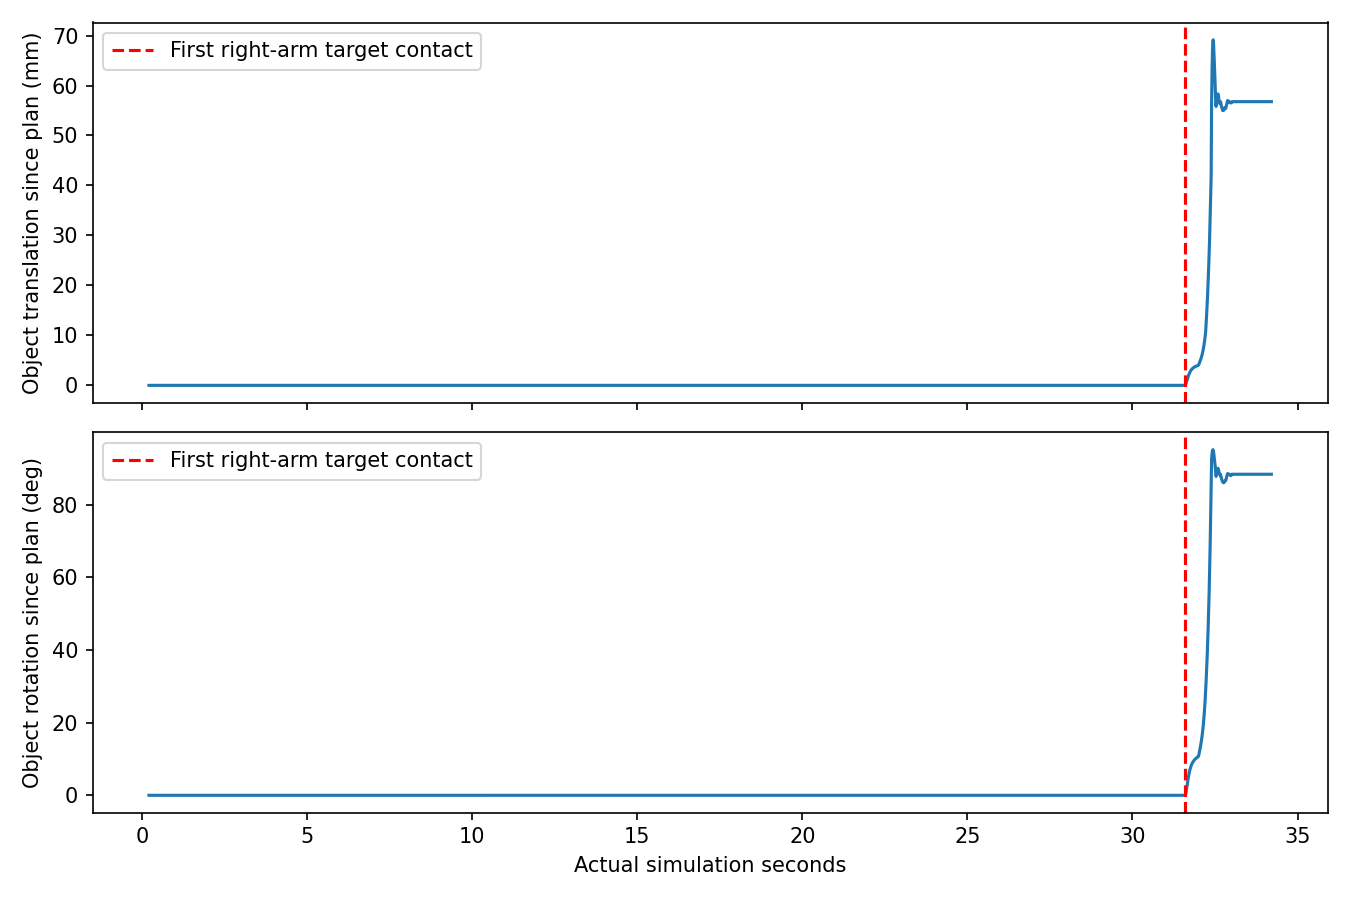 Object translation since plan (mm)
70
60
50
40
30
20
10
0
First right-arm target contact
Object rotation since plan (deg)
80
60
40
20
0
First right-arm target contact
0 5 10 15 20 25 30 35
Actual simulation seconds